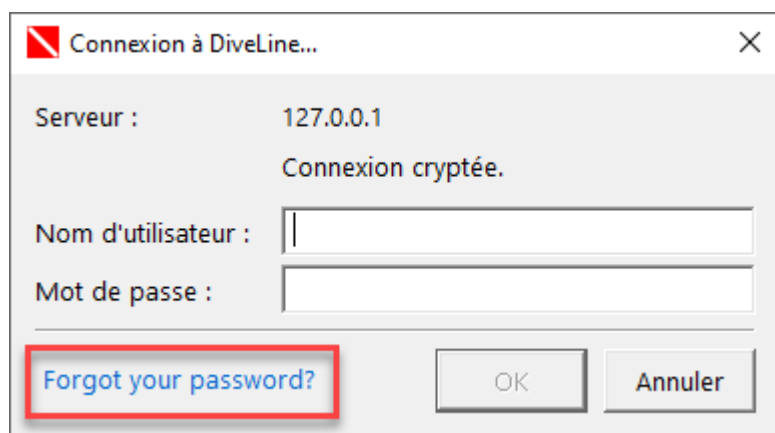 Connexion à DiveLine...
Serveur : 127.0.0.1
Connexion cryptée.
Nom d'utilisateur :
Mot de passe :
Forgot your password? OK Annuler